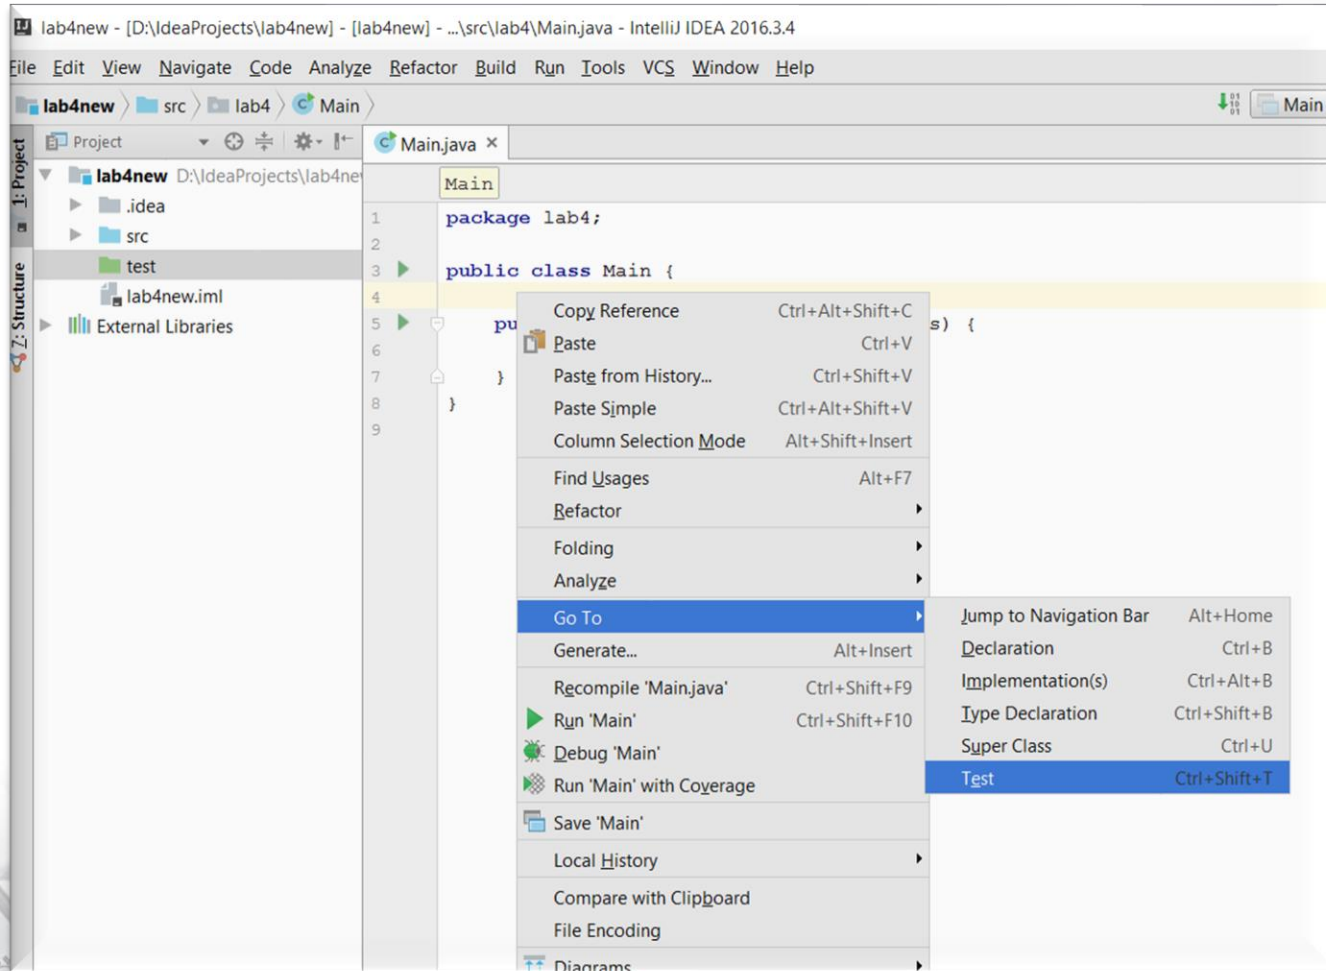 lab4new - [D:\IdeaProjects\lab4new] - [lab4new] - ...\src\lab4\Main.java - IntelliJ IDEA 2016.3.4
File Edit View Navigate Code Analyze Refactor Build Run Tools VCS Window Help
lab4new src lab4 Main
Main
1: Project
Z: Structure
Project
lab4new D:\IdeaProjects\lab4ne
.idea
src
test
lab4new.iml
External Libraries
Main.java ×
Main
1 package lab4;
2
3 public class Main {
4
5 pu s) {
6
7 }
8 }
9
Copy Reference Ctrl+Alt+Shift+C
Paste Ctrl+V
Paste from History... Ctrl+Shift+V
Paste Simple Ctrl+Alt+Shift+V
Column Selection Mode Alt+Shift+Insert
Find Usages Alt+F7
Refactor
Folding
Analyze
Go To
Generate... Alt+Insert
Recompile 'Main.java' Ctrl+Shift+F9
Run 'Main' Ctrl+Shift+F10
Debug 'Main'
Run 'Main' with Coverage
Save 'Main'
Local History
Compare with Clipboard
File Encoding
Diagrams
Jump to Navigation Bar Alt+Home
Declaration Ctrl+B
Implementation(s) Ctrl+Alt+B
Type Declaration Ctrl+Shift+B
Super Class Ctrl+U
Test Ctrl+Shift+T